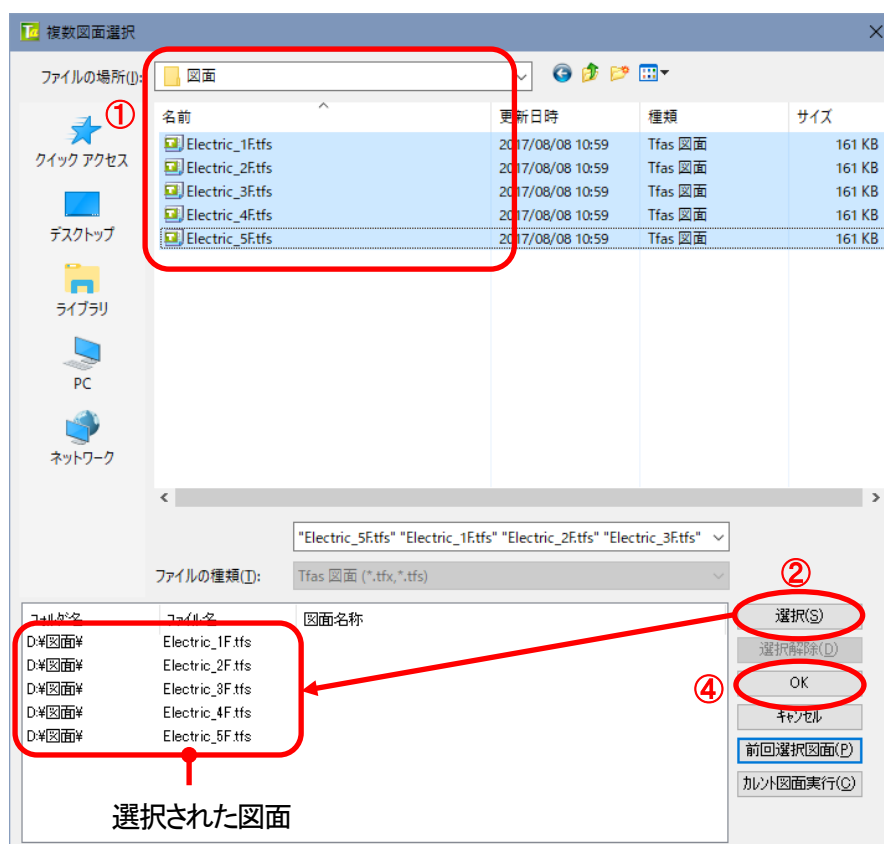 複数図面選択
ファイルの場所(I): 図面
①
名前 更新日時 種類 サイズ
Electric_1F.tfs 2017/08/08 10:59 Tfas 図面 161 KB
Electric_2F.tfs 2017/08/08 10:59 Tfas 図面 161 KB
Electric_3F.tfs 2017/08/08 10:59 Tfas 図面 161 KB
Electric_4F.tfs 2017/08/08 10:59 Tfas 図面 161 KB
Electric_5F.tfs 2017/08/08 10:59 Tfas 図面 161 KB
クイック アクセス
デスクトップ
ライブラリ
PC
ネットワーク
"Electric_5F.tfs" "Electric_1F.tfs" "Electric_2F.tfs" "Electric_3F.tfs"
ファイルの種類(T): Tfas 図面 (*.tfx,*.tfs)
②
フォルダ名 ファイル名 図面名称
D:¥図面¥ Electric_1F.tfs
D:¥図面¥ Electric_2F.tfs
D:¥図面¥ Electric_3F.tfs
D:¥図面¥ Electric_4F.tfs
D:¥図面¥ Electric_5F.tfs
選択(S)
選択解除(D)
④
OK
キャンセル
前回選択図面(P)
カレント図面実行(C)
選択された図面